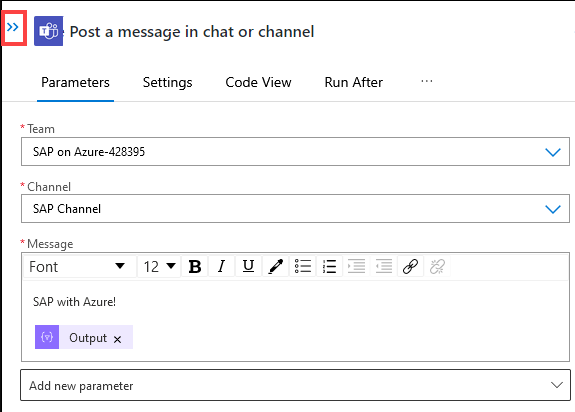 Post a message in chat or channel
Parameters Settings Code View Run After ...
* Team
SAP on Azure-428395
* Channel
SAP Channel
* Message
Font 12 B I U
SAP with Azure!
Output ×
Add new parameter